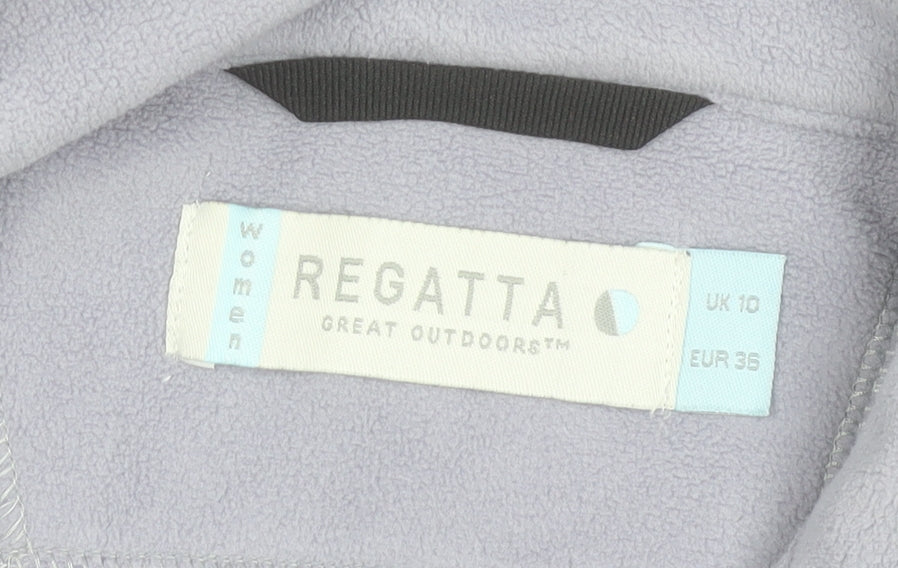 women
REGATTA
GREAT OUTDOORS™
UK 10
EUR 36